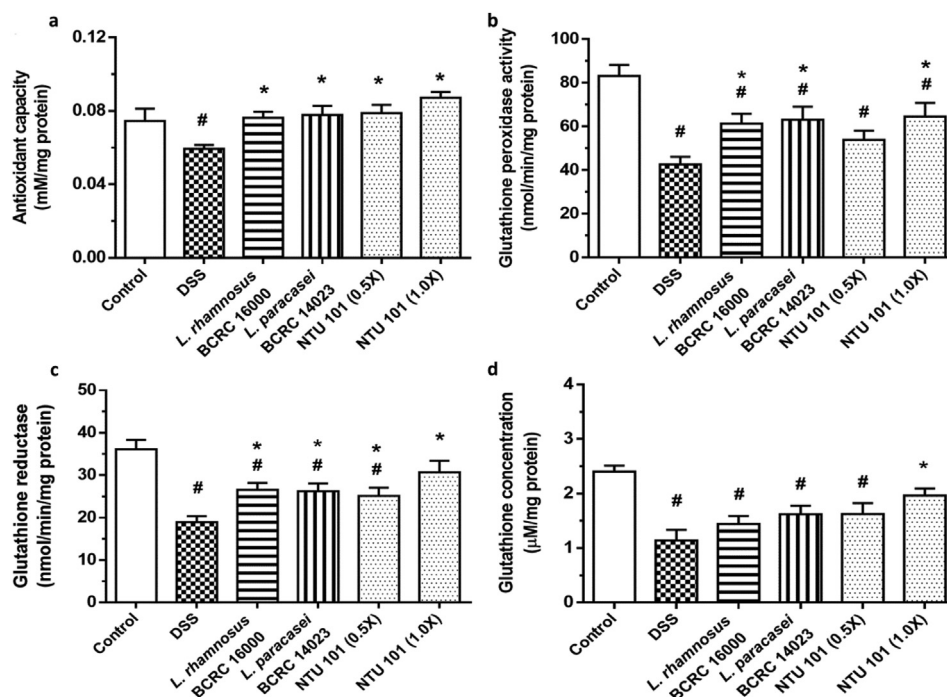 a
Antioxidant capacity
(mM/mg protein)
0.12
0.08
0.04
0.00
#
*
*
*
*
Control
DSS
L. rhamnosus
BCRC 16000
L. paracasei
BCRC 14023
NTU 101 (0.5X)
NTU 101 (1.0X)
b
Glutathione peroxidase activity
(nmol/min/mg protein)
100
80
60
40
20
0
#
*
#
*
#
#
*
#
Control
DSS
L. rhamnosus
BCRC 16000
L. paracasei
BCRC 14023
NTU 101 (0.5X)
NTU 101 (1.0X)
c
Glutathione reductase
(nmol/min/mg protein)
50
40
30
20
10
0
#
*
#
*
#
*
#
*
Control
DSS
L. rhamnosus
BCRC 16000
L. paracasei
BCRC 14023
NTU 101 (0.5X)
NTU 101 (1.0X)
d
Glutathione concentration
(μM/mg protein)
4
3
2
1
0
#
#
#
#
*
Control
DSS
L. rhamnosus
BCRC 16000
L. paracasei
BCRC 14023
NTU 101 (0.5X)
NTU 101 (1.0X)